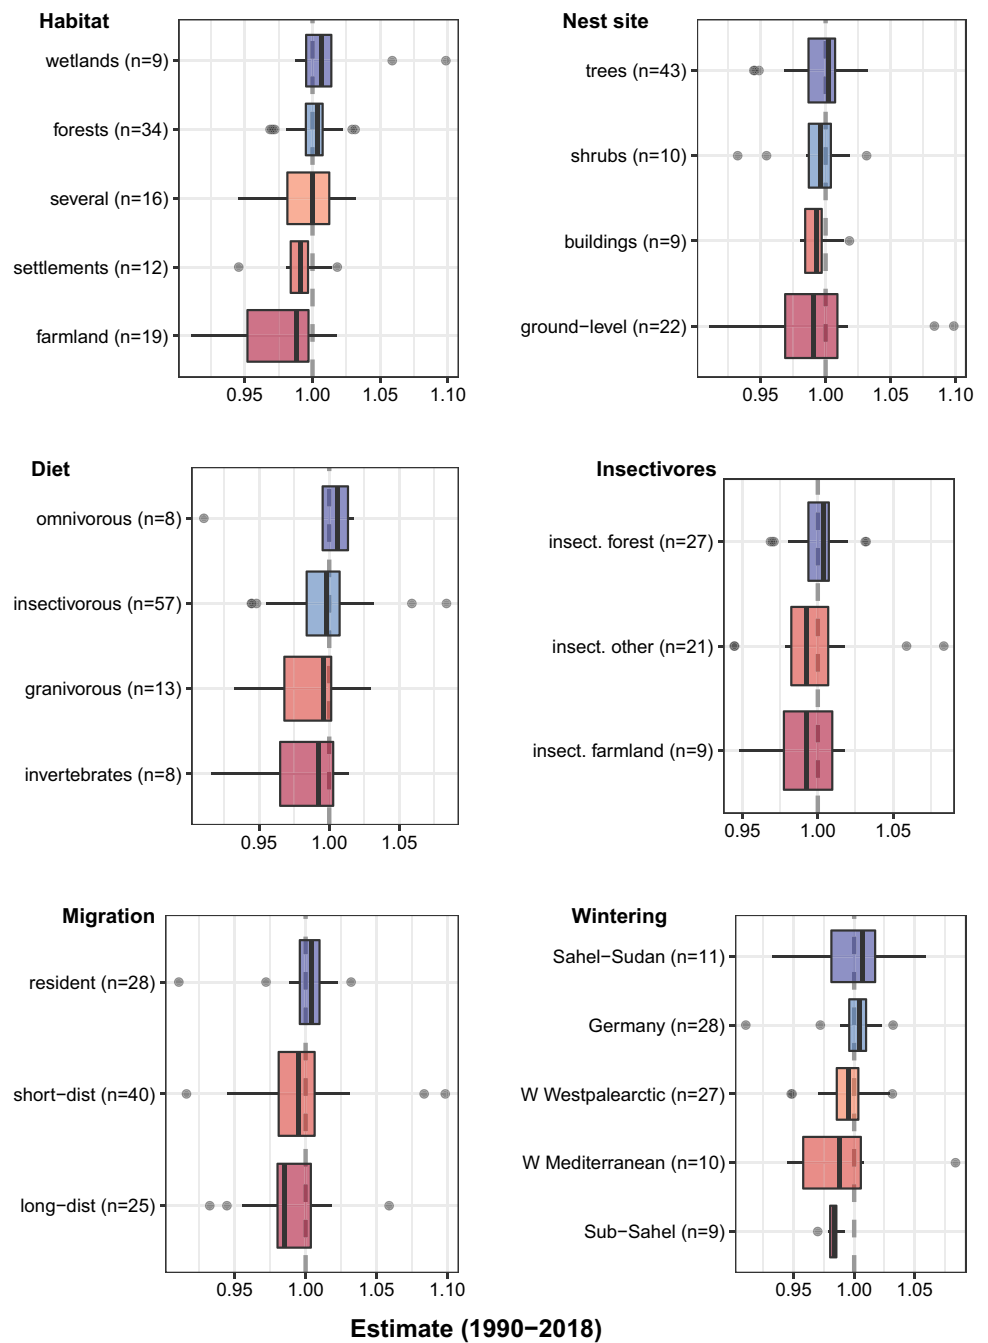 Habitat
wetlands (n=9)
forests (n=34)
several (n=16)
settlements (n=12)
farmland (n=19)
0.95 1.00 1.05 1.10
Nest site
trees (n=43)
shrubs (n=10)
buildings (n=9)
ground−level (n=22)
0.95 1.00 1.05 1.10
Diet
omnivorous (n=8)
insectivorous (n=57)
granivorous (n=13)
invertebrates (n=8)
0.95 1.00 1.05
Insectivores
insect. forest (n=27)
insect. other (n=21)
insect. farmland (n=9)
0.95 1.00 1.05
Migration
resident (n=28)
short−dist (n=40)
long−dist (n=25)
0.95 1.00 1.05 1.10
Wintering
Sahel−Sudan (n=11)
Germany (n=28)
W Westpalearctic (n=27)
W Mediterranean (n=10)
Sub−Sahel (n=9)
0.95 1.00 1.05
Estimate (1990−2018)